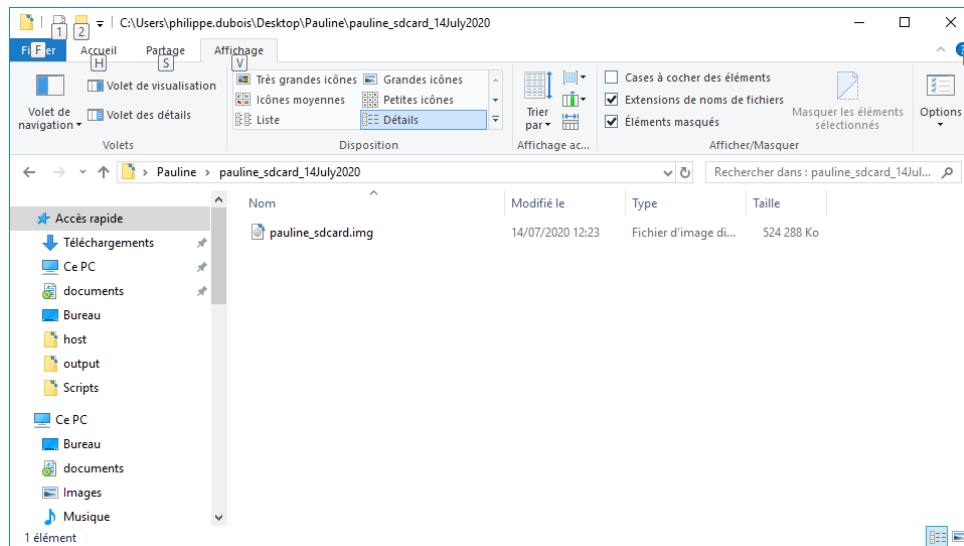 1 2 C:\Users\philippe.dubois\Desktop\Pauline\pauline_sdcard_14July2020
F Accueil Partage Affichage
H S V
Volet de navigation
Volet de visualisation
Volet des détails
Volets
Très grandes icônes Grandes icônes
Icônes moyennes Petites icônes
Liste Détails
Disposition
Trier par
Affichage ac...
Cases à cocher des éléments
Extensions de noms de fichiers
Éléments masqués
Masquer les éléments
sélectionnés
Afficher/Masquer
Options
Pauline pauline_sdcard_14July2020
Rechercher dans : pauline_sdcard_14Jul...
Nom Modifié le Type Taille
pauline_sdcard.img 14/07/2020 12:23 Fichier d'image di... 524 288 Ko
Accès rapide
Téléchargements
Ce PC
documents
Bureau
host
output
Scripts
Ce PC
Bureau
documents
Images
Musique
1 élément